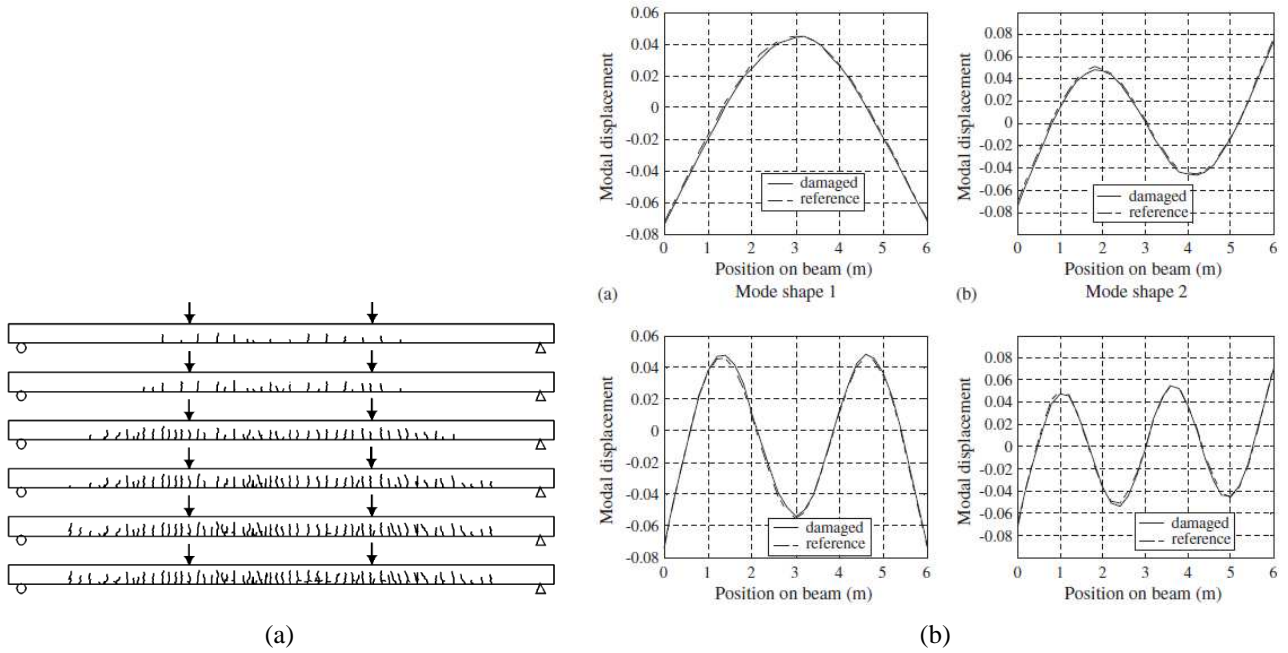 0.06
0.04
0.02
0
-0.02
-0.04
-0.06
-0.08
Modal displacement
damaged
reference
0 1 2 3 4 5 6
Position on beam (m)
(a) Mode shape 1
0.08
0.06
0.04
0.02
0
-0.02
-0.04
-0.06
-0.08
Modal displacement
damaged
reference
0 1 2 3 4 5 6
Position on beam (m)
(b) Mode shape 2
0.06
0.04
0.02
0
-0.02
-0.04
-0.06
-0.08
Modal displacement
damaged
reference
0 1 2 3 4 5 6
Position on beam (m)
0.08
0.06
0.04
0.02
0
-0.02
-0.04
-0.06
-0.08
Modal displacement
damaged
reference
0 1 2 3 4 5 6
Position on beam (m)
(a)
(b)